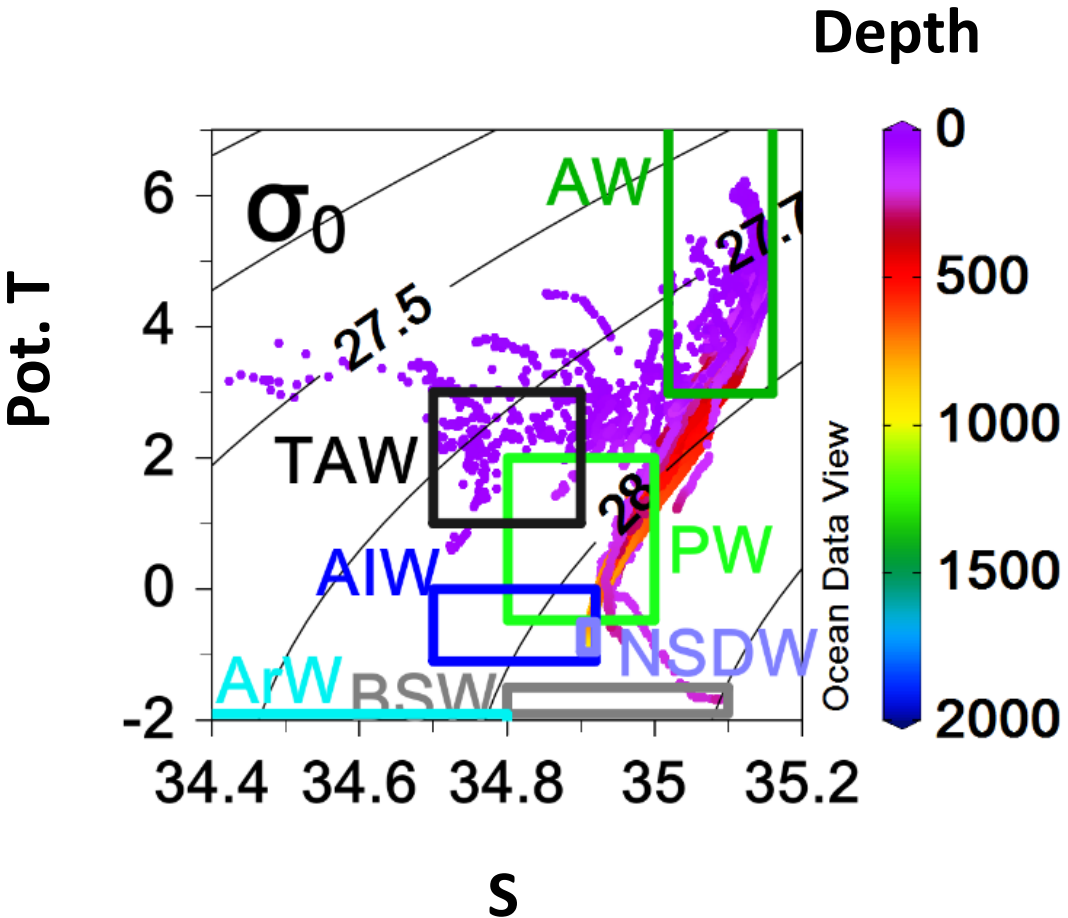 Depth
Pot. T
σ0
AW
27.7
27.5
TAW
28
PW
AIW
NSDW
ArW
BSW
6
4
2
0
-2
34.4 34.6 34.8 35 35.2
S
Ocean Data View
0
500
1000
1500
2000